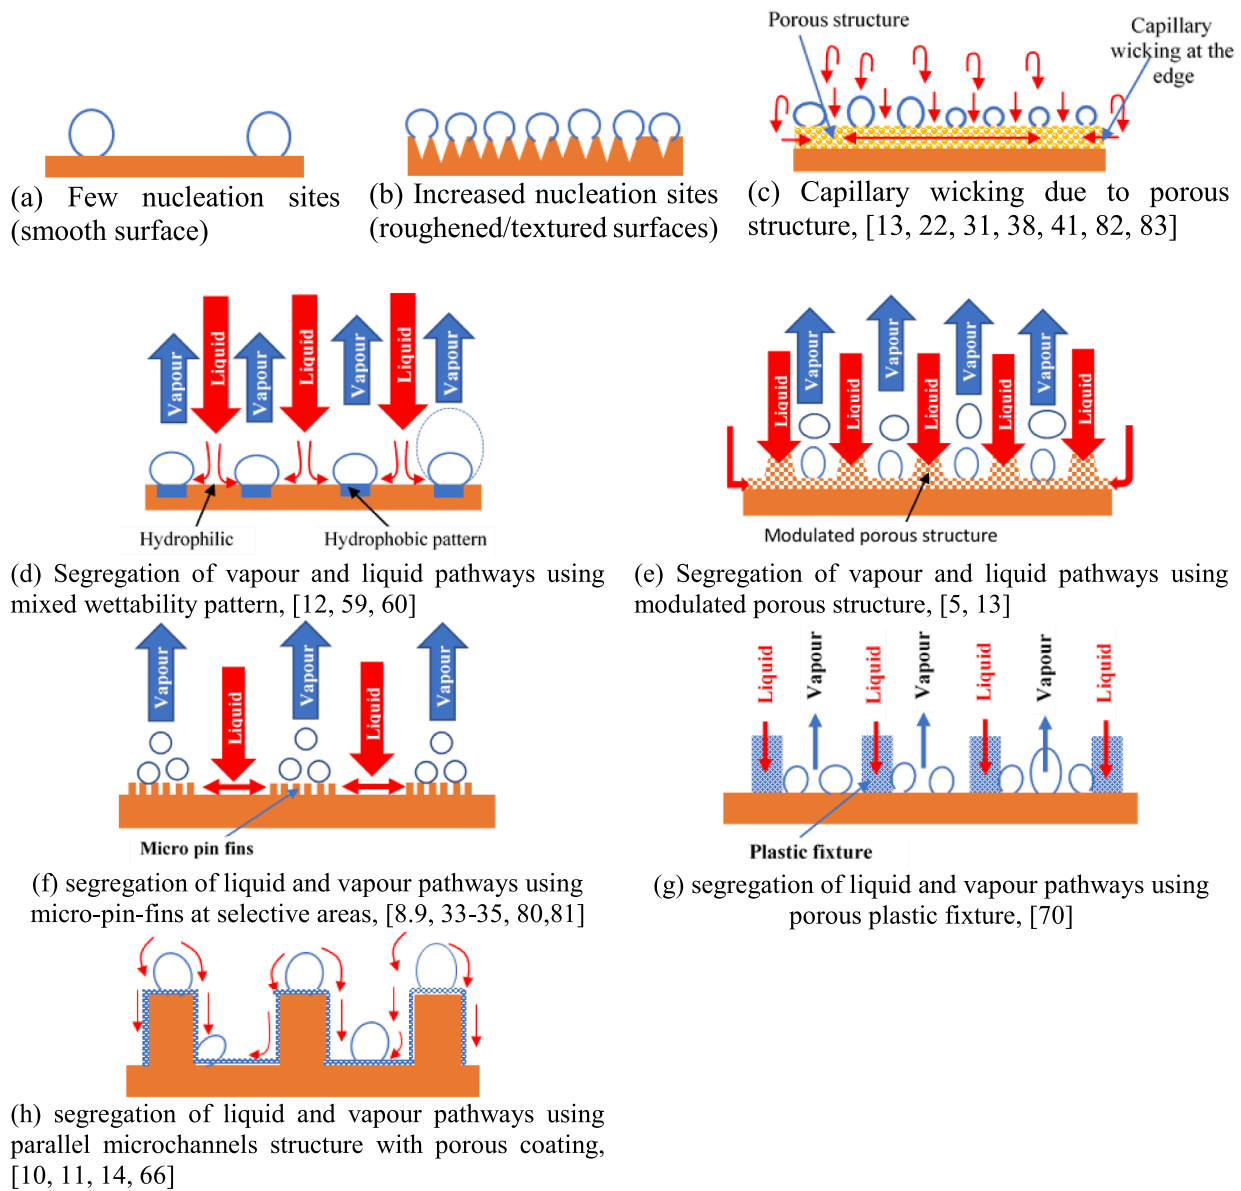 Porous structure
Capillary
wicking at the
edge
(a) Few nucleation sites
(smooth surface)
(b) Increased nucleation sites
(roughened/textured surfaces)
(c) Capillary wicking due to porous
structure, [13, 22, 31, 38, 41, 82, 83]
Vapour
Liquid
Vapour
Liquid
Vapour
Liquid
Vapour
Hydrophilic
Hydrophobic pattern
Liquid
Vapour
Liquid
Vapour
Liquid
Vapour
Liquid
Vapour
Liquid
Modulated porous structure
(d) Segregation of vapour and liquid pathways using
mixed wettability pattern, [12, 59, 60]
(e) Segregation of vapour and liquid pathways using
modulated porous structure, [5, 13]
Vapour
Liquid
Vapour
Liquid
Vapour
Micro pin fins
Liquid
Vapour
Liquid
Vapour
Liquid
Vapour
Liquid
Plastic fixture
(f) segregation of liquid and vapour pathways using
micro-pin-fins at selective areas, [8.9, 33-35, 80,81]
(g) segregation of liquid and vapour pathways using
porous plastic fixture, [70]
(h) segregation of liquid and vapour pathways using
parallel microchannels structure with porous coating,
[10, 11, 14, 66]